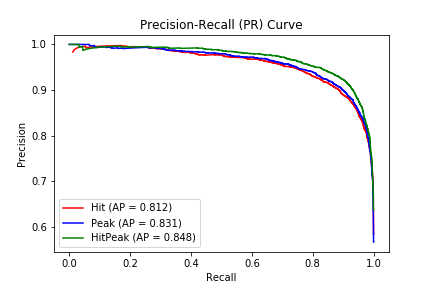 Precision-Recall (PR) Curve
1.0
0.9
0.8
0.7
0.6
Precision
Hit (AP = 0.812)
Peak (AP = 0.831)
HitPeak (AP = 0.848)
0.0 0.2 0.4 0.6 0.8 1.0
Recall